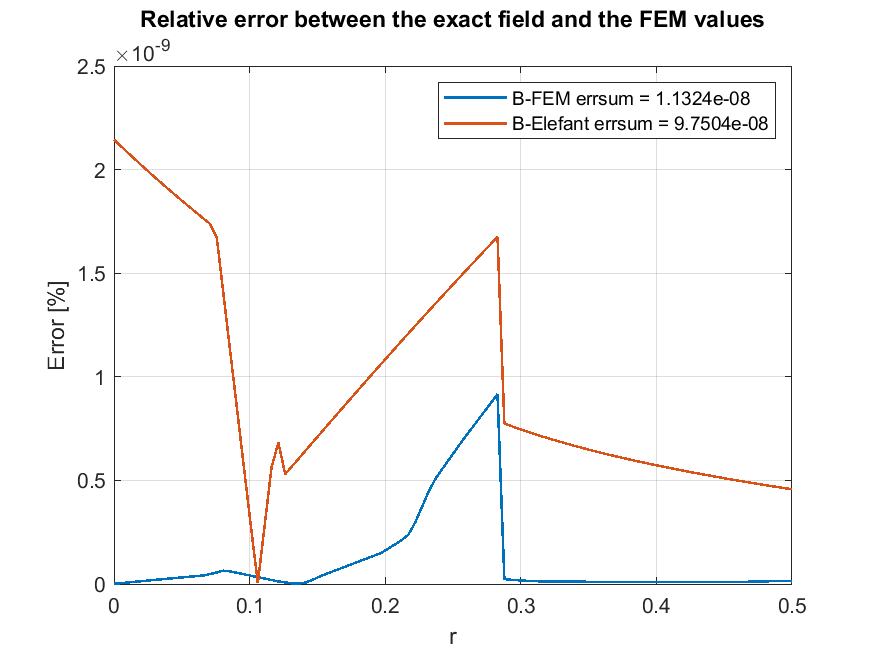 Relative error between the exact field and the FEM values
×10-9
2.5
2
1.5
1
0.5
0
Error [%]
B-FEM errsum = 1.1324e-08
B-Elefant errsum = 9.7504e-08
0 0.1 0.2 0.3 0.4 0.5
r